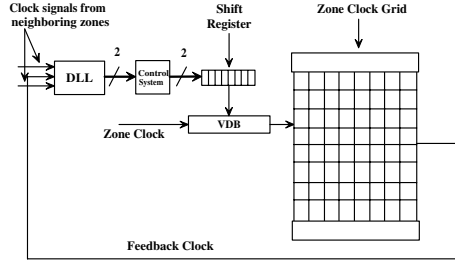 Clock signals from
neighboring zones
Shift
Register
Zone Clock Grid
2
2
DLL
Control
System
Zone Clock
VDB
Feedback Clock